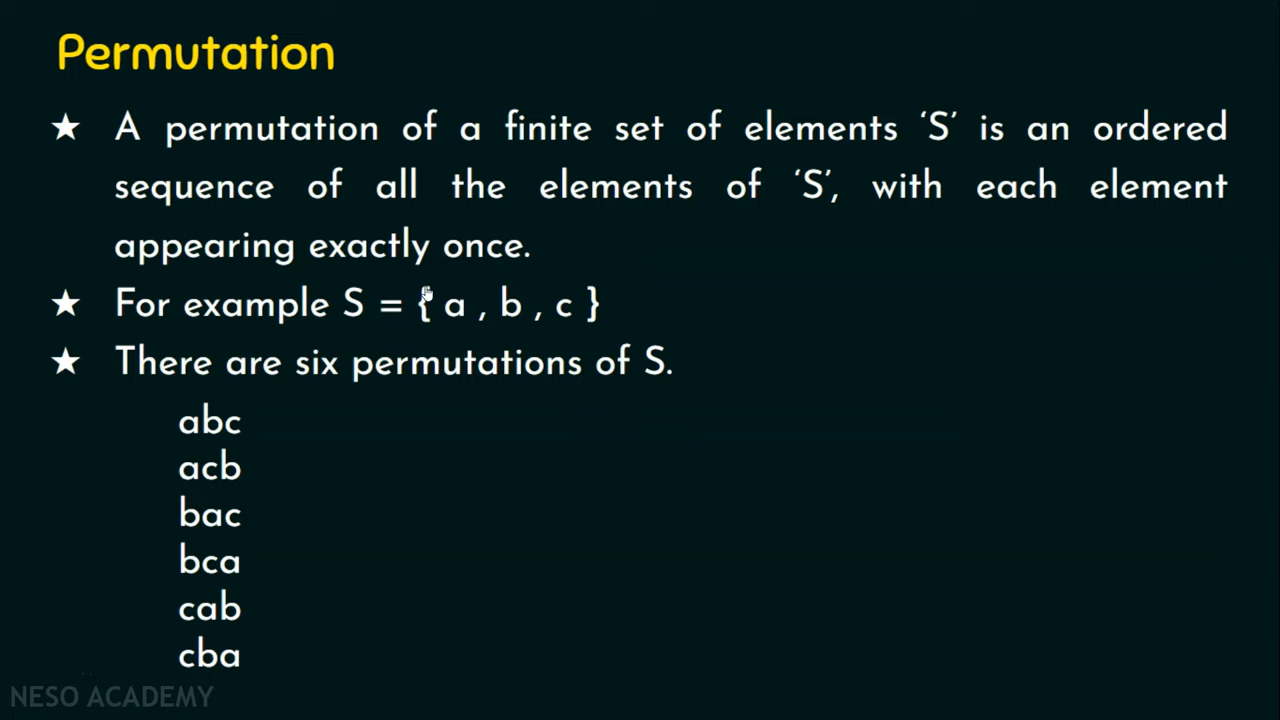 Permutation
★ A permutation of a finite set of elements ‘S’ is an ordered
sequence of all the elements of ‘S’, with each element
appearing exactly once.
★ For example S = { a , b , c }
★ There are six permutations of S.
abc
acb
bac
bca
cab
cba
NESO ACADEMY